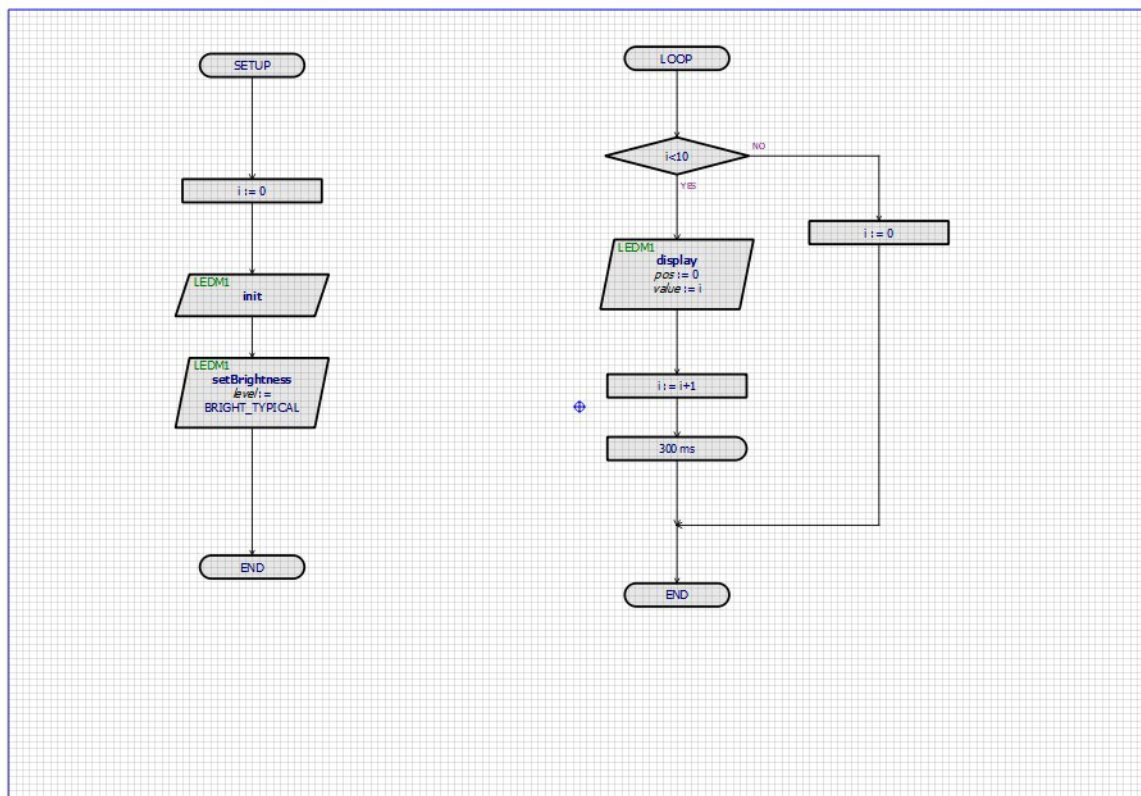 SETUP
i := 0
LEDM1
init
LEDM1
setBrightness
level :=
BRIGHT_TYPICAL
END
LOOP
i<10
NO
YES
i := 0
LEDM1
display
pos := 0
value := i
i := i+1
300 ms
END